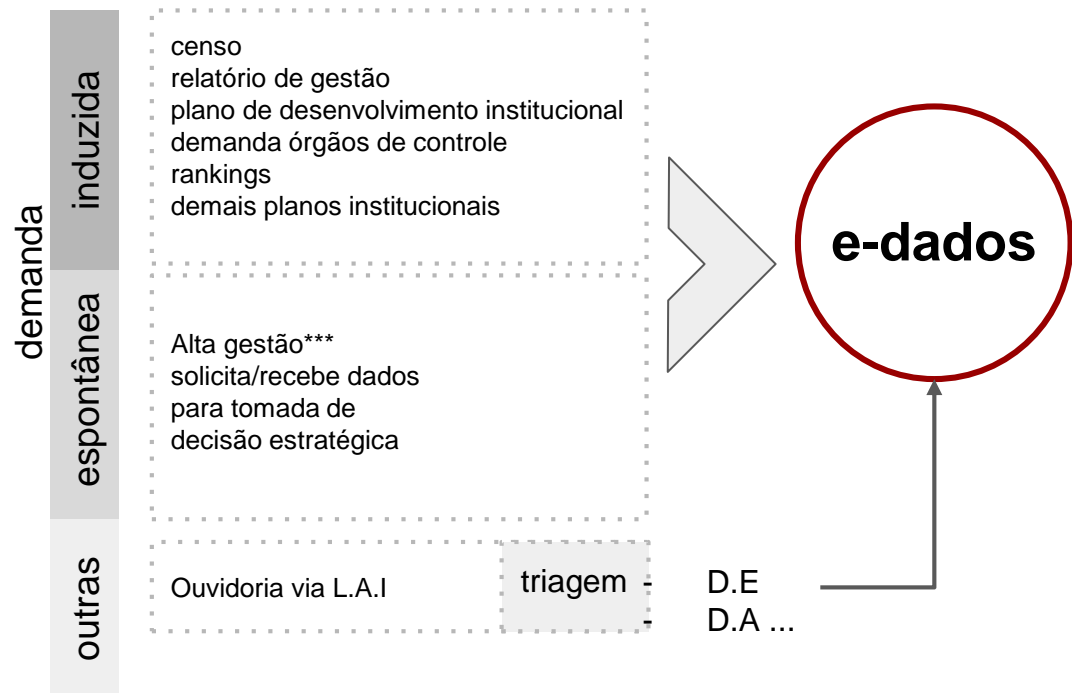 demanda
induzida
censo
relatório de gestão
plano de desenvolvimento institucional
demanda órgãos de controle
rankings
demais planos institucionais
espontânea
Alta gestão***
solicita/recebe dados
para tomada de
decisão estratégica
outras
Ouvidoria via L.A.I
triagem
- D.E
- D.A ...
e-dados